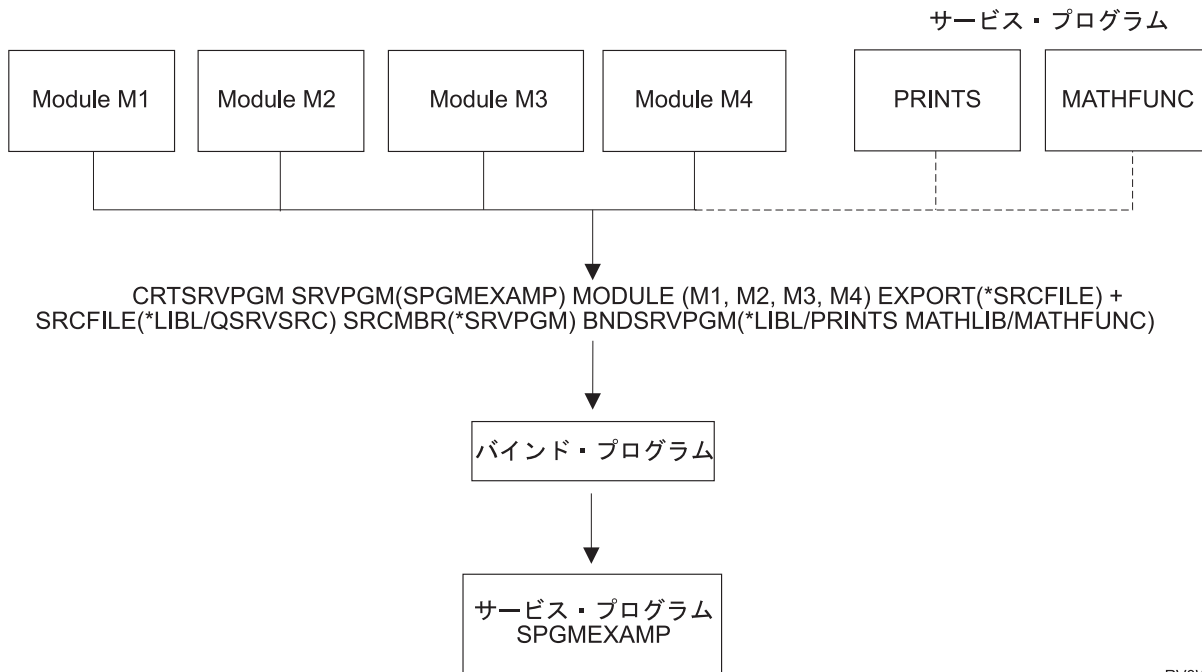 サービス・プログラム
Module M1
Module M2
Module M3
Module M4
PRINTS
MATHFUNC
CRTSRVPGM SRVPGM(SPGMEXAMP) MODULE (M1, M2, M3, M4) EXPORT(*SRCFILE) +
SRCFILE(*LIBL/QSRVSRC) SRCMBR(*SRVPGM) BNDSRVPGM(*LIBL/PRINTS MATHLIB/MATHFUNC)
バインド・プログラム
サービス・プログラム
SPGMEXAMP